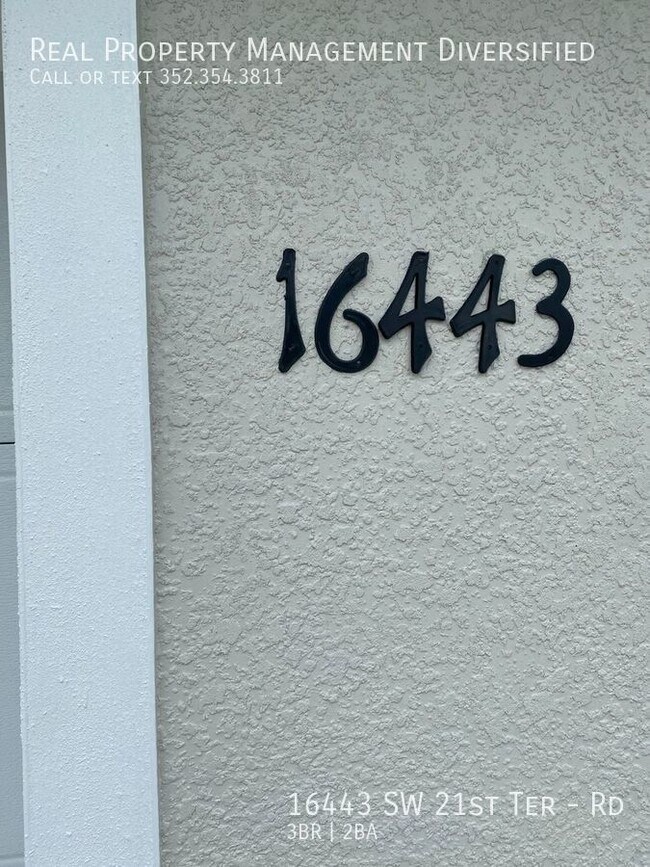 Real Property Management Diversified
Call or text 352.354.3811
16443
16443 SW 21st Ter - Rd
3BR | 2BA